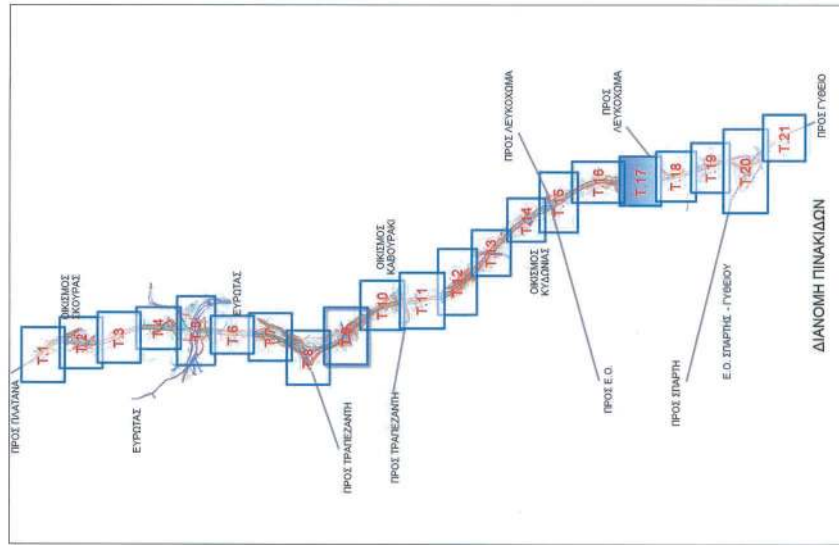 ΠΡΟΣ ΠΛΑΤΑΝΑ
Τ.1
ΟΙΚΙΣΜΟΣ
ΣΚΟΥΡΑΣ
Τ.2
Τ.3
Τ.4
Τ.5
ΕΥΡΩΤΑΣ
ΕΥΡΩΤΑΣ
Τ.6
Τ.7
Τ.8
ΠΡΟΣ ΤΡΑΠΕΖΑΝΤΗ
Τ.9
Τ.10
ΟΙΚΙΣΜΟΣ
ΚΑΒΟΥΡΑΚΙ
Τ.11
ΠΡΟΣ ΤΡΑΠΕΖΑΝΤΗ
Τ.12
Τ.13
Τ.14
ΟΙΚΙΣΜΟΣ
ΚΥΔΩΝΙΑΣ
ΠΡΟΣ ΛΕΥΚΟΧΩΜΑ
Τ.15
ΠΡΟΣ Ε.Ο.
Τ.16
ΠΡΟΣ
ΛΕΥΚΟΧΩΜΑ
Τ.17
Τ.18
ΠΡΟΣ ΣΠΑΡΤΗ
Τ.19
Τ.20
Ε.Ο. ΣΠΑΡΤΗΣ - ΓΥΘΕΙΟΥ
Τ.21
ΠΡΟΣ ΓΥΘΕΙΟ
ΔΙΑΝΟΜΗ ΠΙΝΑΚΙΔΩΝ